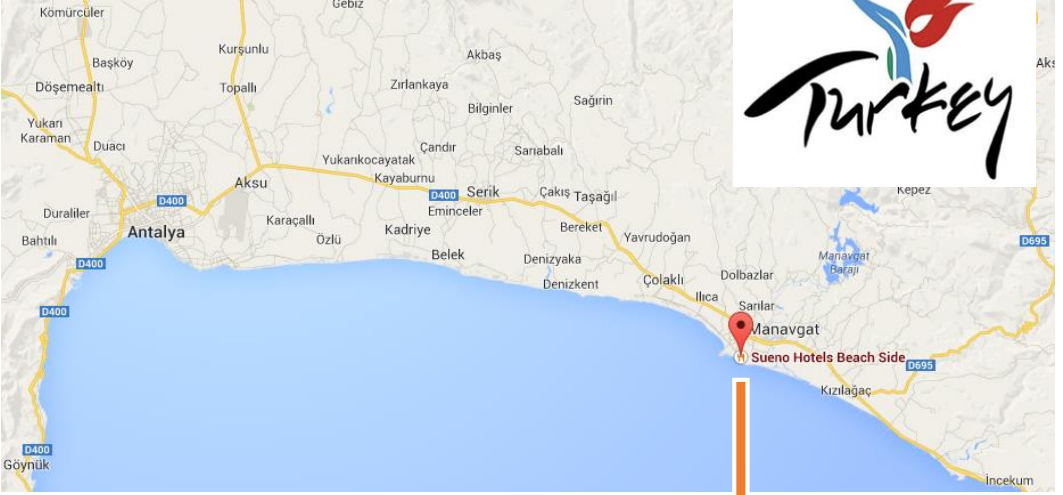 Kömürcüler
Gebiz
Başköy
Kurşunlu
Akbaş
Döşemealtı
Topallı
Zırlankaya
Bilginler
Sağırin
Turkey
Yukarı
Karaman
Duacı
Çandır
Sarıabalı
Yukarıkocayatak
Aksu
Kayaburnu
D400
Serik
Çakış
Taşağıl
Kepez
D400
Eminceler
Duraliler
Karaçallı
Kadriye
Bereket
Antalya
Özlü
Yavrudoğan
D695
Bahtılı
Belek
Denizyaka
Manavgat
Barajı
D400
Denizkent
Çolaklı
Dolbazlar
Ilıca
Sarılar
D400
Manavgat
Sueno Hotels Beach Side
D695
Kızılağaç
D400
Göynük
İncekum